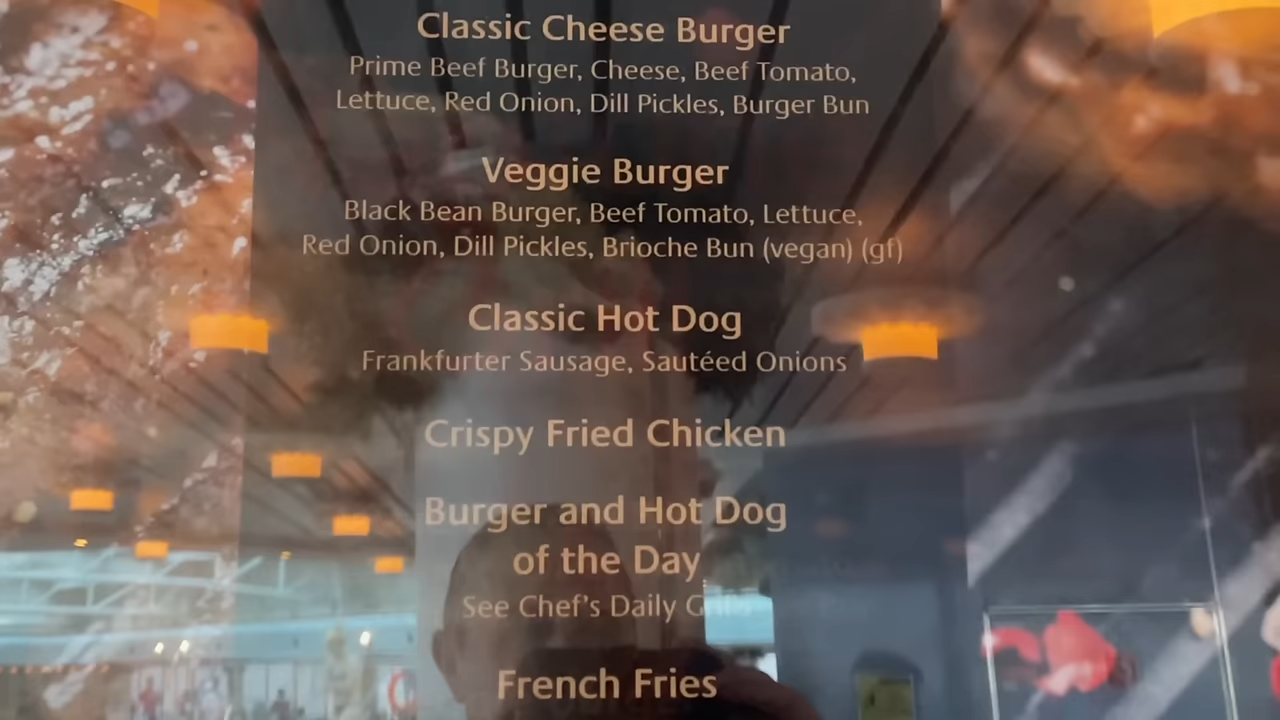 Classic Cheese Burger
Prime Beef Burger, Cheese, Beef Tomato,
Lettuce, Red Onion, Dill Pickles, Burger Bun
Veggie Burger
Black Bean Burger, Beef Tomato, Lettuce,
Red Onion, Dill Pickles, Brioche Bun (vegan) (gf)
Classic Hot Dog
Frankfurter Sausage, Sautéed Onions
Crispy Fried Chicken
Burger and Hot Dog
of the Day
See Chef's Daily
French Fries